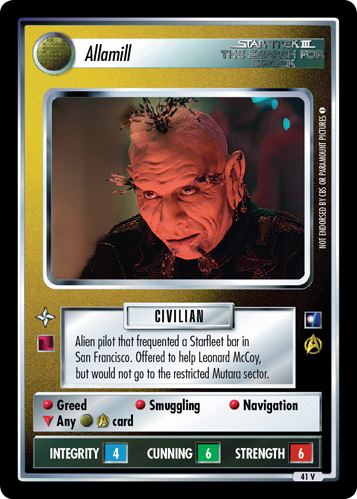 Allamill
STAR TREK III
THE SEARCH FOR
SPOCK
NOT ENDORSED BY CBS OR PARAMOUNT PICTURES
CIVILIAN
Alien pilot that frequented a Starfleet bar in
San Francisco. Offered to help Leonard McCoy,
but would not go to the restricted Mutara sector.
Greed Smuggling Navigation
Any card
INTEGRITY 4 CUNNING 6 STRENGTH 6
41 V